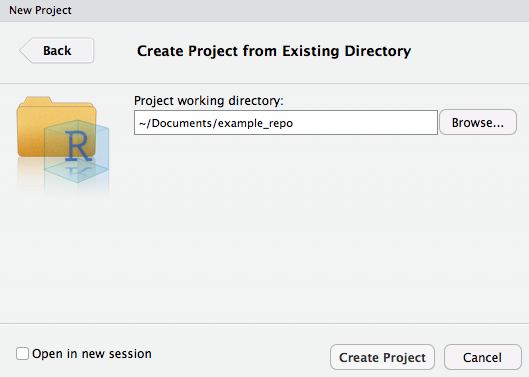 New Project
Back
Create Project from Existing Directory
Project working directory:
~/Documents/example_repo
Browse...
R
Open in new session
Create Project
Cancel